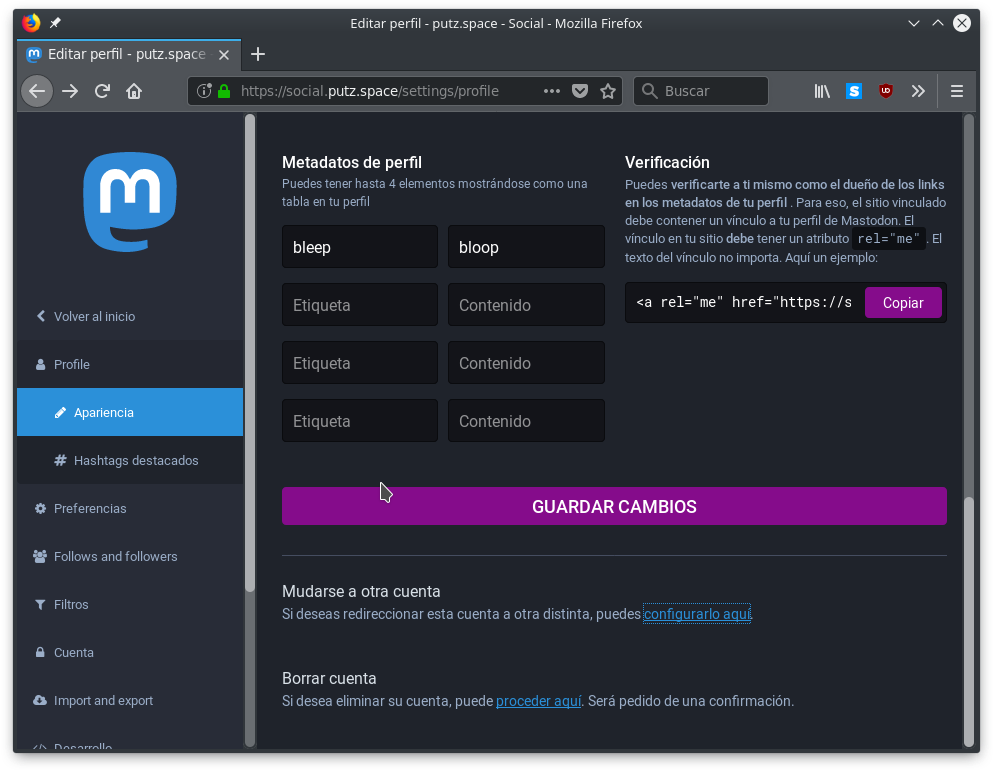 Editar perfil - putz.space - Social - Mozilla Firefox
Editar perfil - putz.space
https://social.putz.space/settings/profile
Buscar
Volver al inicio
Profile
Apariencia
Hashtags destacados
Preferencias
Follows and followers
Filtros
Cuenta
Import and export
Desarrollo
Metadatos de perfil
Puedes tener hasta 4 elementos mostrándose como una
tabla en tu perfil
bleep bloop
Etiqueta Contenido
Etiqueta Contenido
Etiqueta Contenido
Verificación
Puedes verificarte a ti mismo como el dueño de los links
en los metadatos de tu perfil . Para eso, el sitio vinculado
debe contener un vínculo a tu perfil de Mastodon. El
vínculo en tu sitio debe tener un atributo rel="me" . El
texto del vínculo no importa. Aquí un ejemplo:
<a rel="me" href="https://s Copiar
GUARDAR CAMBIOS
Mudarse a otra cuenta
Si deseas redireccionar esta cuenta a otra distinta, puedes configurarlo aquí.
Borrar cuenta
Si desea eliminar su cuenta, puede proceder aquí. Será pedido de una confirmación.